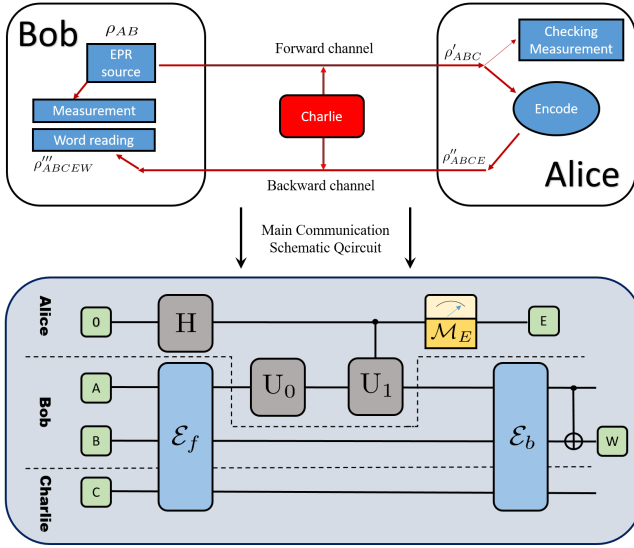 Bob
ρ_AB
EPR
source
Measurement
Word reading
ρ'''_ABCEW
Forward channel
Charlie
Backward channel
ρ'_ABC
Checking
Measurement
Encode
ρ''_ABCE
Alice
Main Communication
Schematic Qcircuit
Alice
0
H
M_E
E
Bob
A
U_0
U_1
B
ℰ_f
ℰ_b
W
Charlie
C